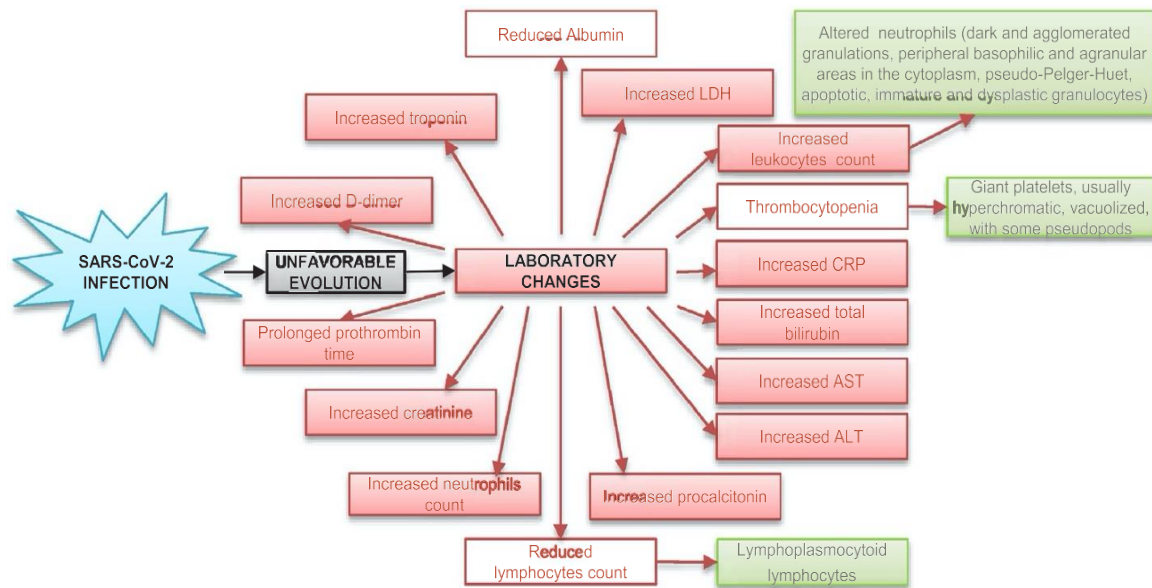 Reduced Albumin
Altered neutrophils (dark and agglomerated
granulations, peripheral basophilic and agranular
areas in the cytoplasm, pseudo-Pelger-Huet,
apoptotic, immature and dysplastic granulocytes)
Increased LDH
Increased troponin
Increased
leukocytes count
Increased D-dimer
Thrombocytopenia
Giant platelets, usually
hyperchromatic, vacuolized,
with some pseudopods
SARS-CoV-2
INFECTION
UNFAVORABLE
EVOLUTION
LABORATORY
CHANGES
Increased CRP
Prolonged prothrombin
time
Increased total
bilirubin
Increased AST
Increased creatinine
Increased ALT
Increased neutrophils
count
Increased procalcitonin
Reduced
lymphocytes count
Lymphoplasmocytoid
lymphocytes